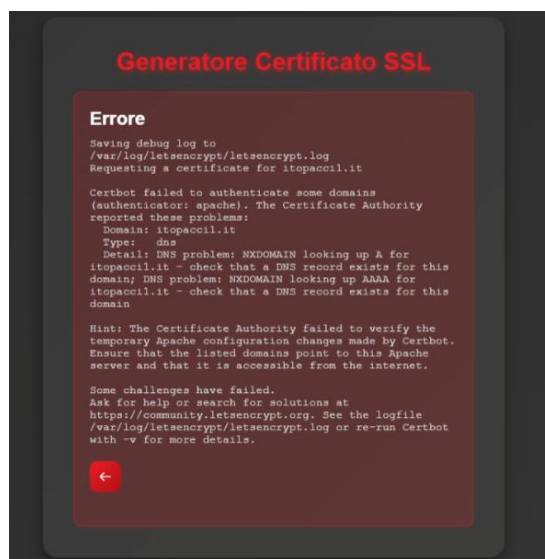 Generatore Certificato SSL
Errore
Saving debug log to
/var/log/letsencrypt/letsencrypt.log
Requesting a certificate for itopacci1.it
Certbot failed to authenticate some domains
(authenticator: apache). The Certificate Authority
reported these problems:
Domain: itopacci1.it
Type: dns
Detail: DNS problem: NXDOMAIN looking up A for
itopacci1.it - check that a DNS record exists for this
domain; DNS problem: NXDOMAIN looking up AAAA for
itopacci1.it - check that a DNS record exists for this
domain
Hint: The Certificate Authority failed to verify the
temporary Apache configuration changes made by Certbot.
Ensure that the listed domains point to this Apache
server and that it is accessible from the internet.
Some challenges have failed.
Ask for help or search for solutions at
https://community.letsencrypt.org. See the logfile
/var/log/letsencrypt/letsencrypt.log or re-run Certbot
with -v for more details.